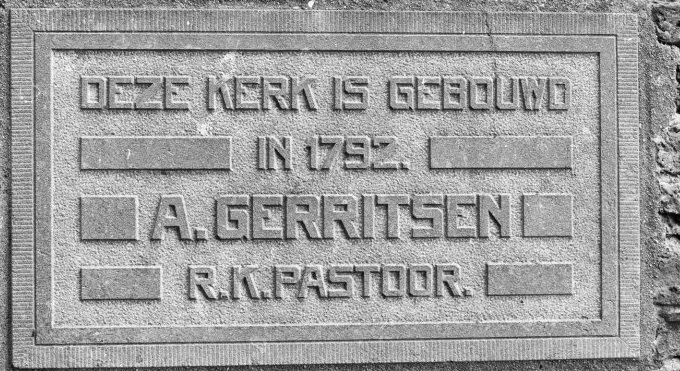 DEZE KERK IS GEBOUWD
IN 1792.
A. GERRITSEN
R.K. PASTOOR.